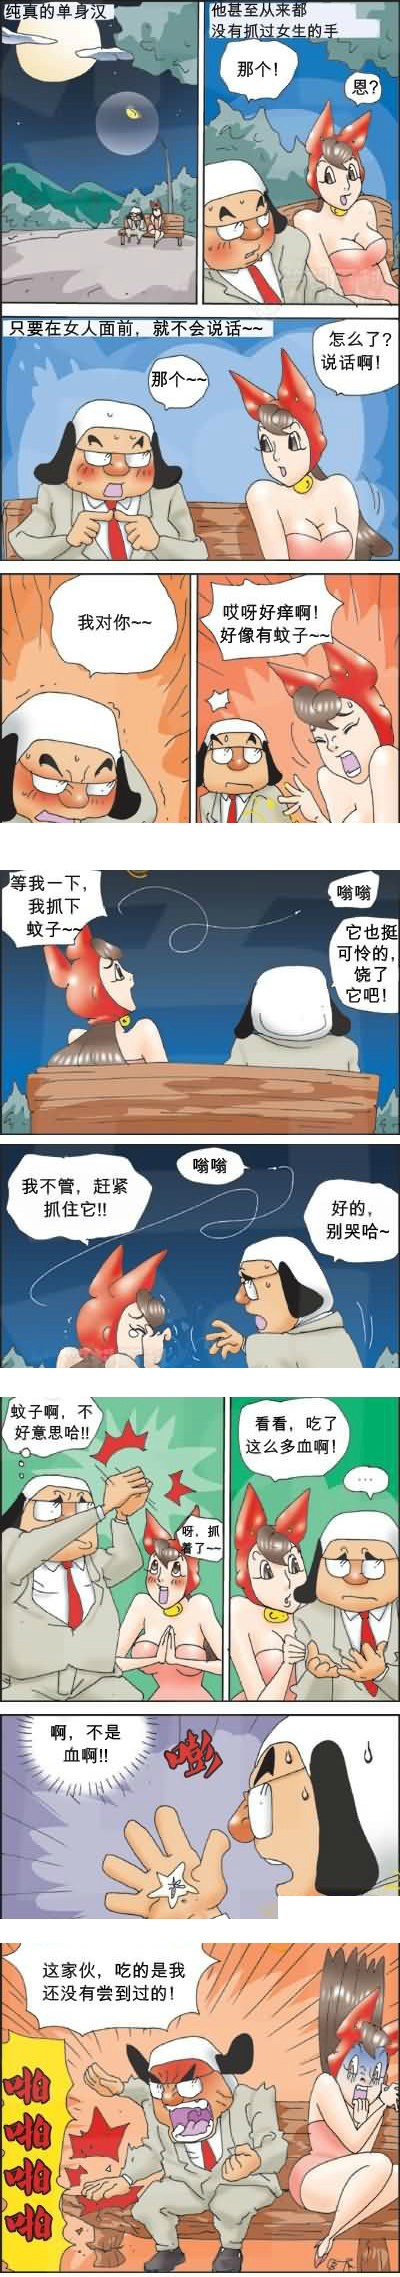 纯真的单身汉
他甚至从来都
没有抓过女生的手
那个！
恩？
只要在女人面前，就不会说话~~
那个~~
怎么了？
说话啊！
我对你~~
哎呀好痒啊！
好像有蚊子~~
等我一下，
我抓下
蚊子~~
嗡嗡
它也挺
可怜的，
饶了
它吧！
我不管，赶紧
抓住它!!
嗡嗡
好的，
别哭哈~
蚊子啊，不
好意思哈!!
呀，抓
着了~~
看看，吃了
这么多血啊！
...
啊，不是
血啊!!
嘭
这家伙，吃的是我
还没有尝到过的！
啪
啪
啪
啪